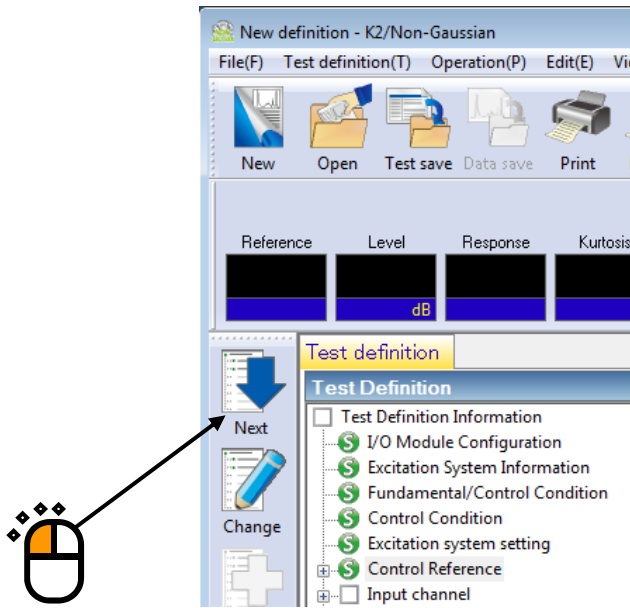 New definition - K2/Non-Gaussian
File(F) Test definition(T) Operation(P) Edit(E) Vi
New Open Test save Data save Print
Reference Level Response Kurtosis
dB
Test definition
Test Definition
Next
Test Definition Information
I/O Module Configuration
Excitation System Information
Fundamental/Control Condition
Change
Control Condition
Excitation system setting
Control Reference
Input channel